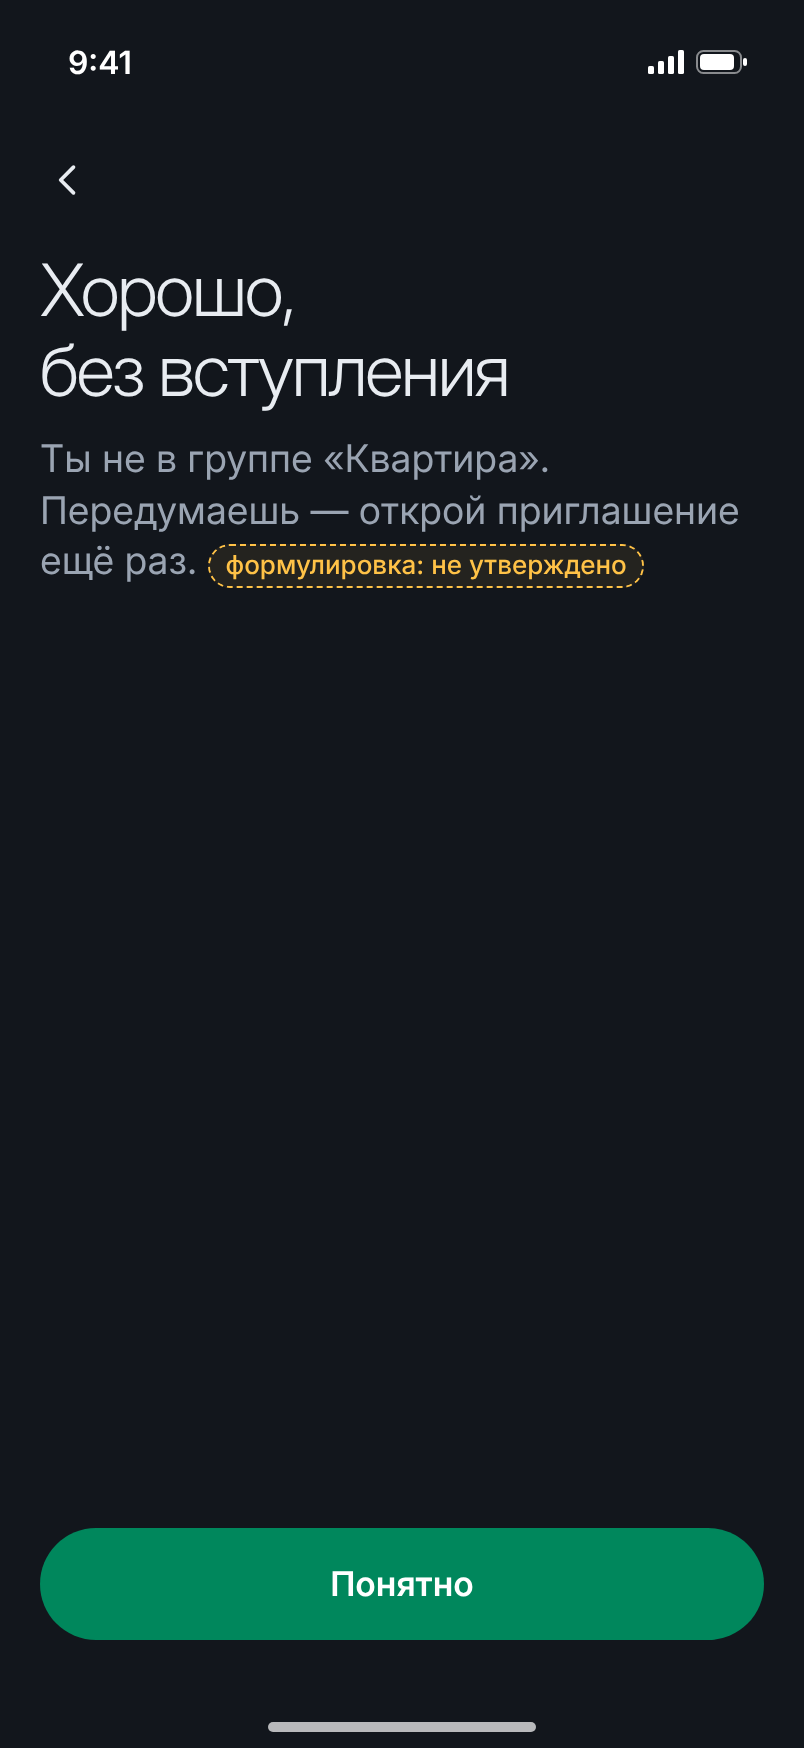 9:41
Хорошо,
без вступления
Ты не в группе «Квартира».
Передумаешь — открой приглашение
ещё раз. формулировка: не утверждено
Понятно